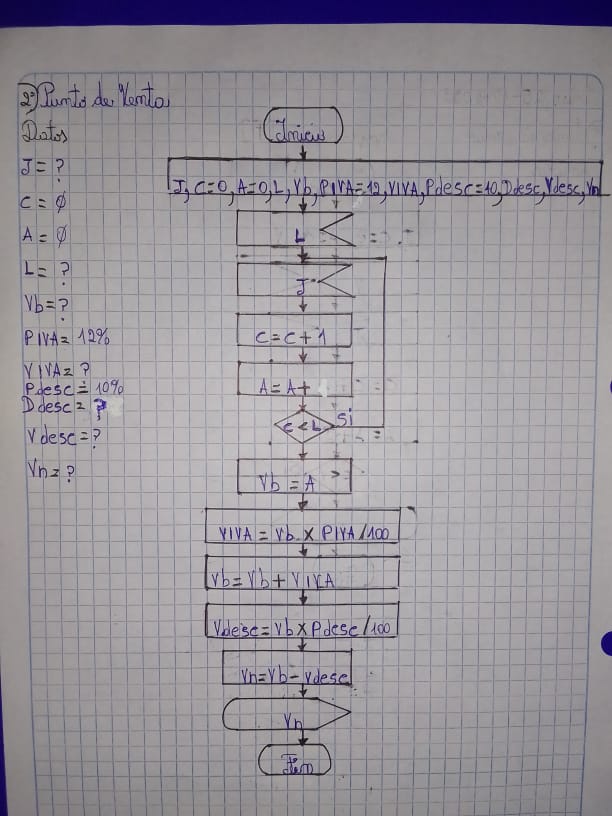 2º) Punto de Venta
Datos
J = ?
C = ϕ
A = ϕ
L = ?
Vb = ?
PIVA = 12%
VIVA = ?
Pdesc = 10%
Ddesc = ?
Vdesc = ?
Vn = ?
Inicio
J, C=0, A=0, L, Vb, PIVA=12, VIVA, Pdesc=10, Ddesc, Vdesc, Vn
L
J
C = C + 1
A = A +
C < L
Si
Vb = A
VIVA = Vb x PIVA/100
Vb = Vb + VIVA
Vdesc = Vb x Pdesc/100
Vn = Vb - Vdesc
Vn